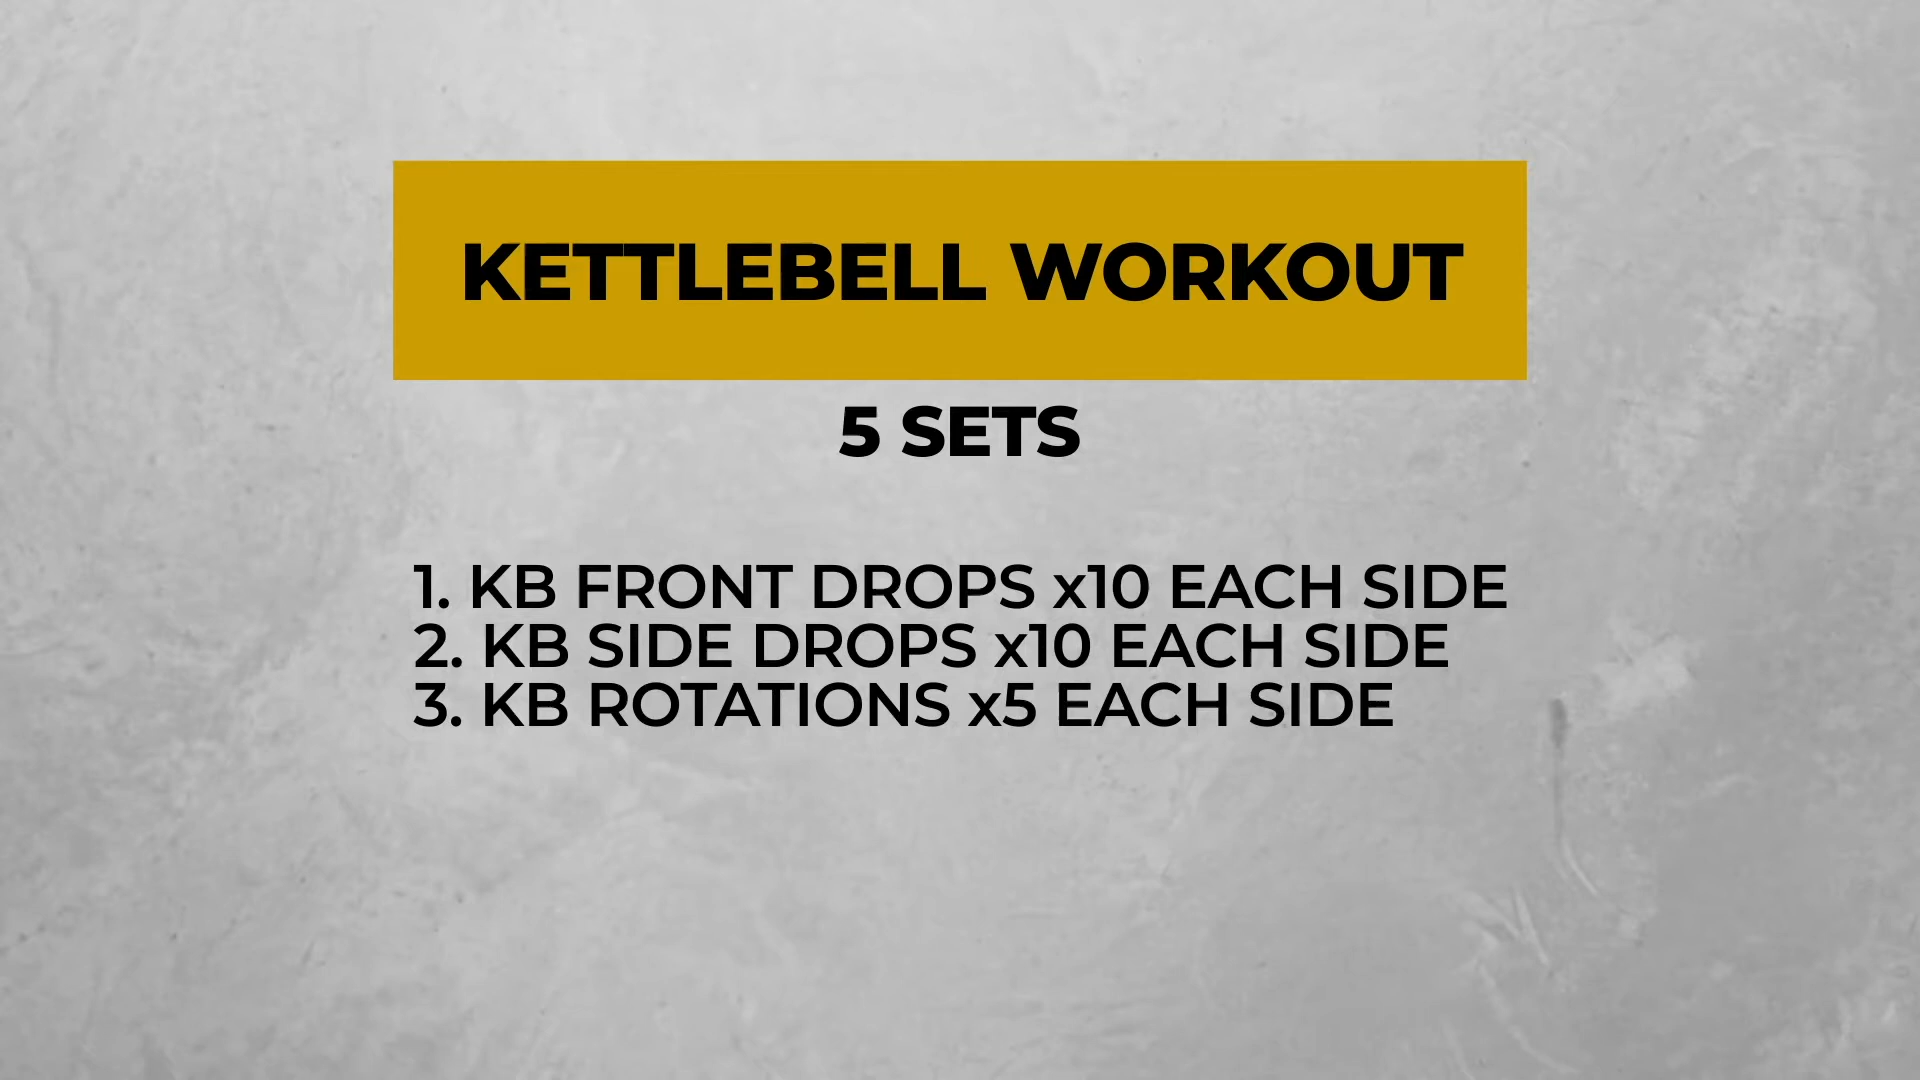 KETTLEBELL WORKOUT
5 SETS
1. KB FRONT DROPS x10 EACH SIDE
2. KB SIDE DROPS x10 EACH SIDE
3. KB ROTATIONS x5 EACH SIDE